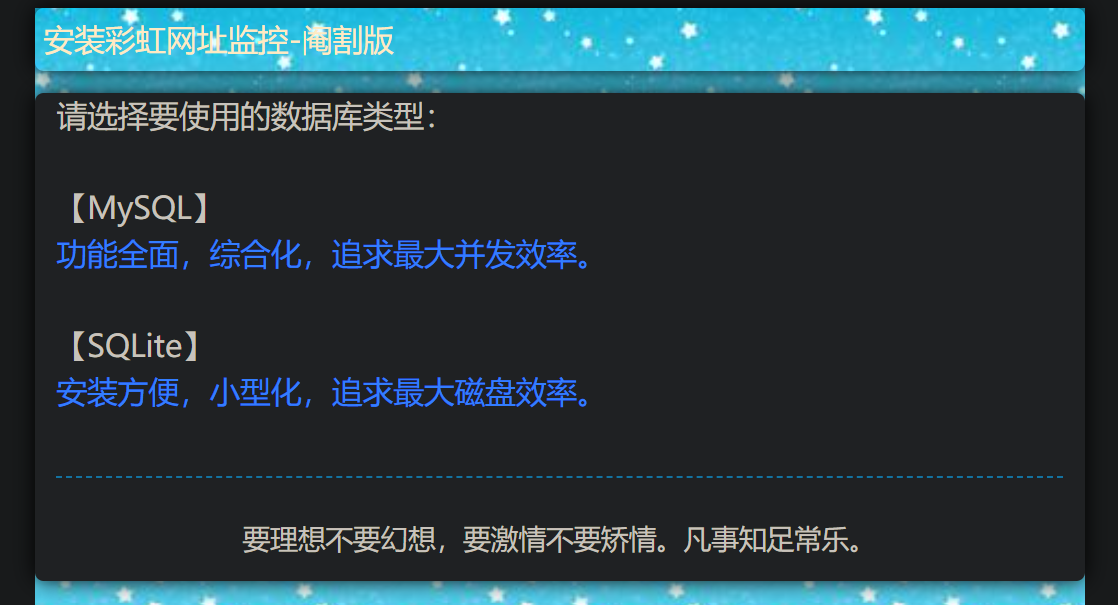 安装彩虹网址监控-阉割版
请选择要使用的数据库类型：
【MySQL】
功能全面，综合化，追求最大并发效率。
【SQLite】
安装方便，小型化，追求最大磁盘效率。
要理想不要幻想，要激情不要矫情。凡事知足常乐。